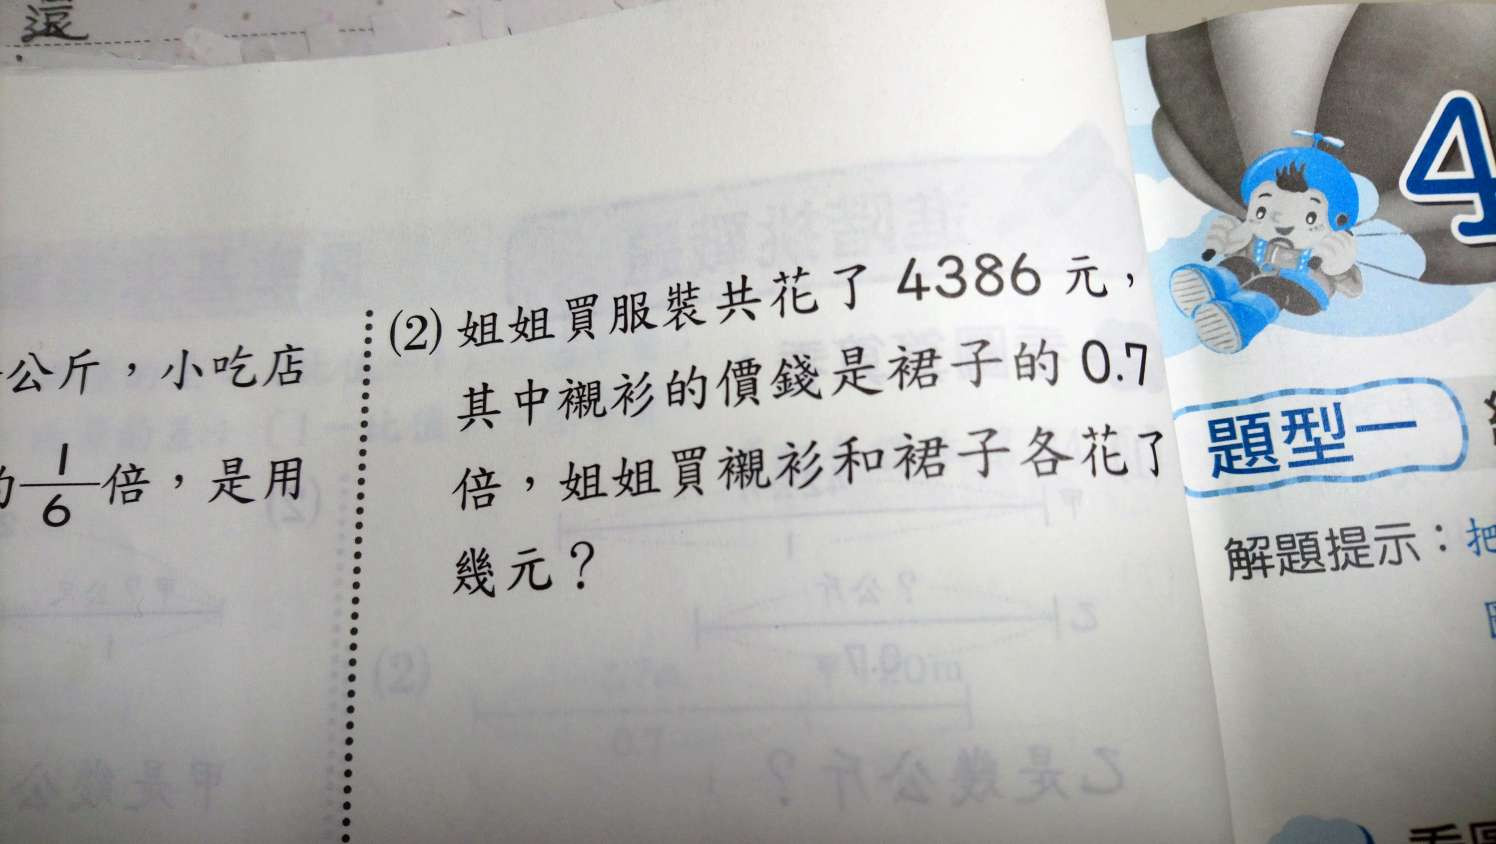 還
公斤，小吃店
1
6
倍，是用
(2) 姐姐買服裝共花了 4386 元，
其中襯衫的價錢是裙子的 0.7
倍，姐姐買襯衫和裙子各花了
幾元？
4
題型一
解題提示：把